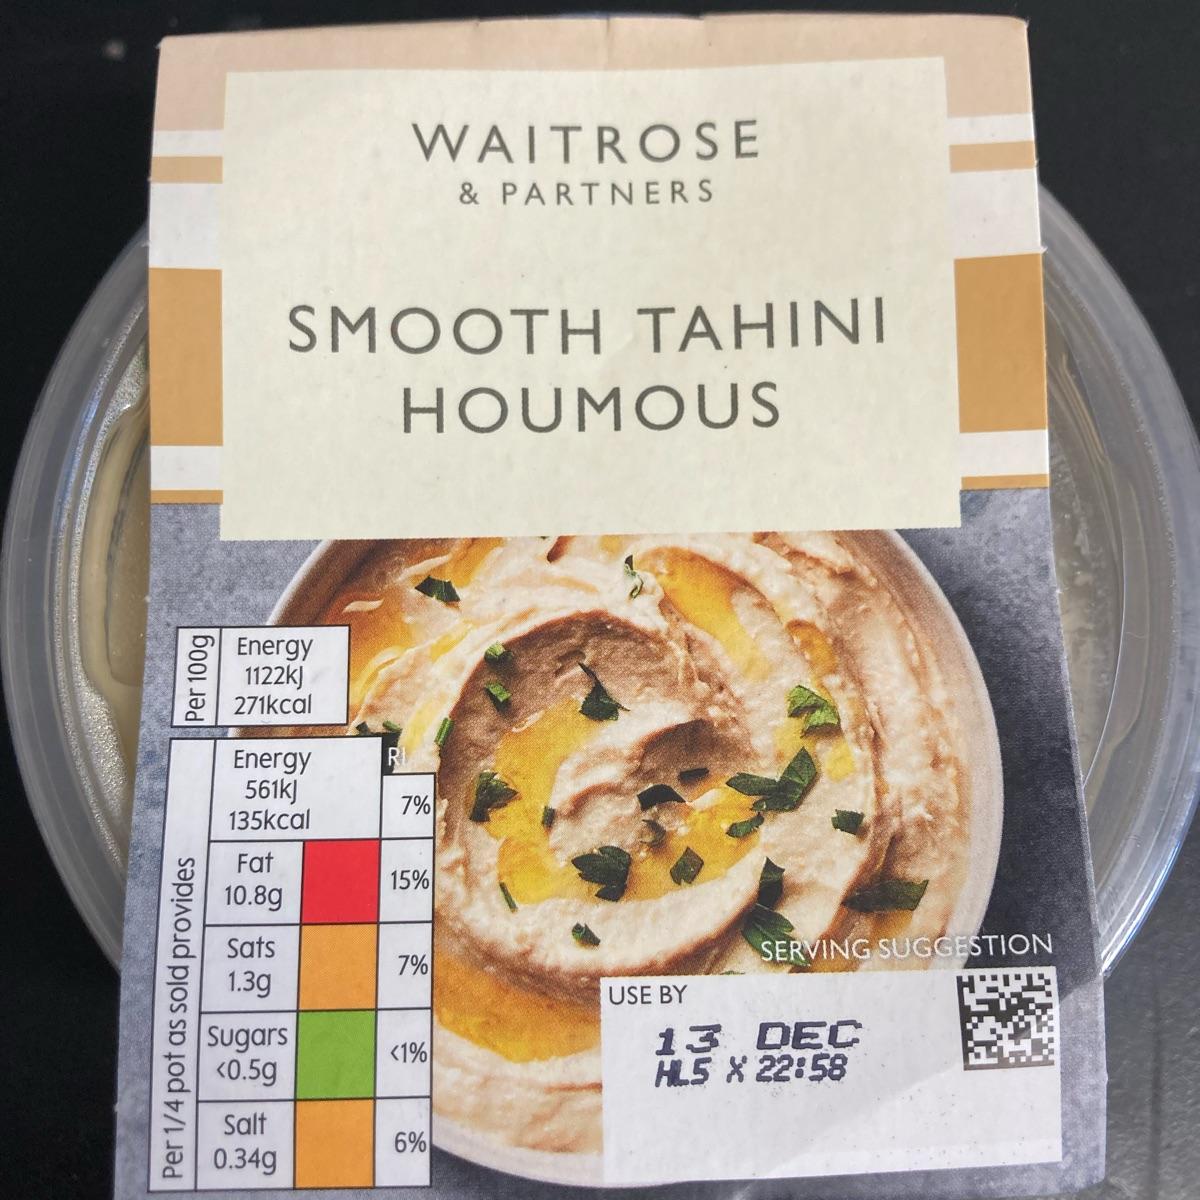 WAITROSE
& PARTNERS
SMOOTH TAHINI
HOUMOUS
Per 100g
Energy
1122kJ
271kcal
Per 1/4 pot as sold provides
Energy
561kJ
135kcal
RI
7%
Fat
10.8g
15%
Sats
1.3g
7%
Sugars
<0.5g
<1%
Salt
0.34g
6%
SERVING SUGGESTION
USE BY
13 DEC
HL5 X 22:58